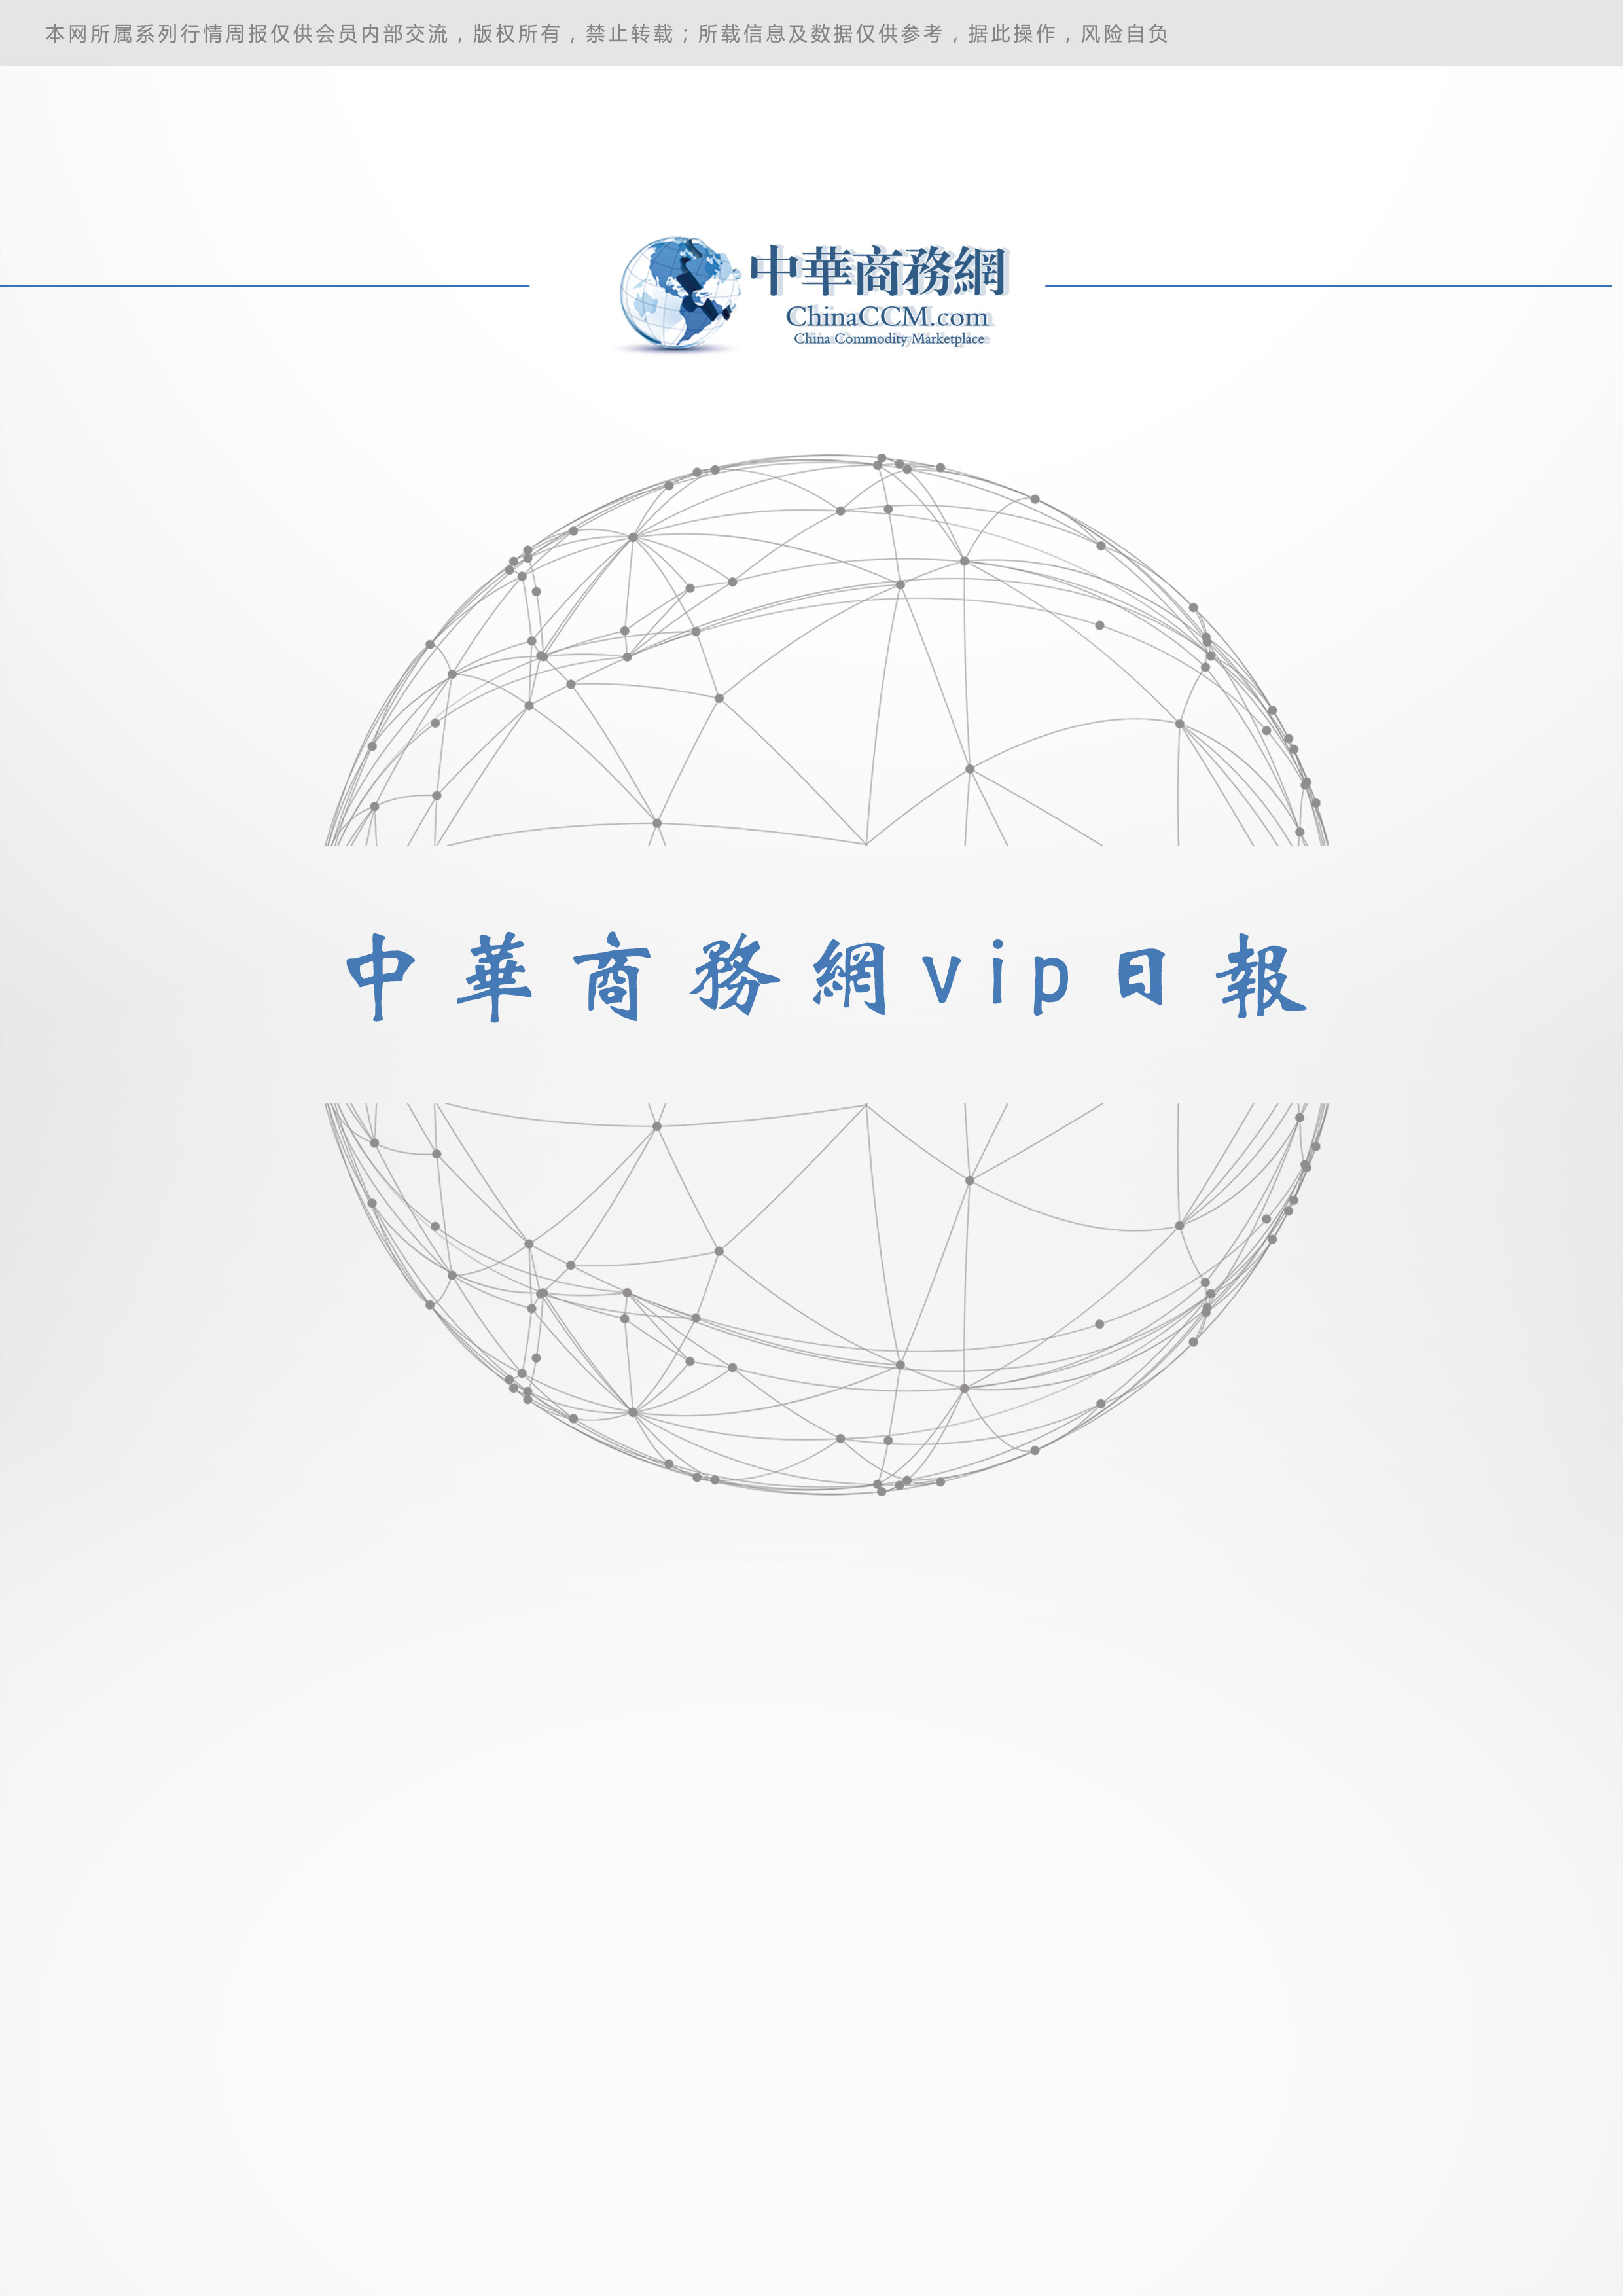 本网所属系列行情周报仅供会员内部交流，版权所有，禁止转载；所载信息及数据仅供参考，据此操作，风险自负
中華商務網
ChinaCCM.com
China Commodity Marketplace
中華商務網vip日報